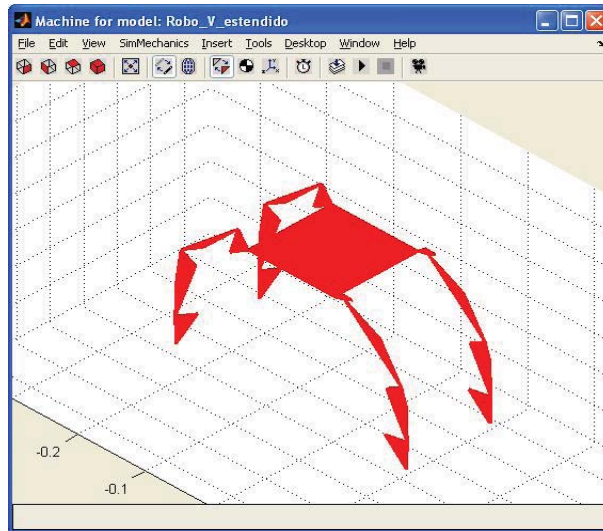 Machine for model: Robo_V_estendido
File Edit View SimMechanics Insert Tools Desktop Window Help
-0.2
-0.1